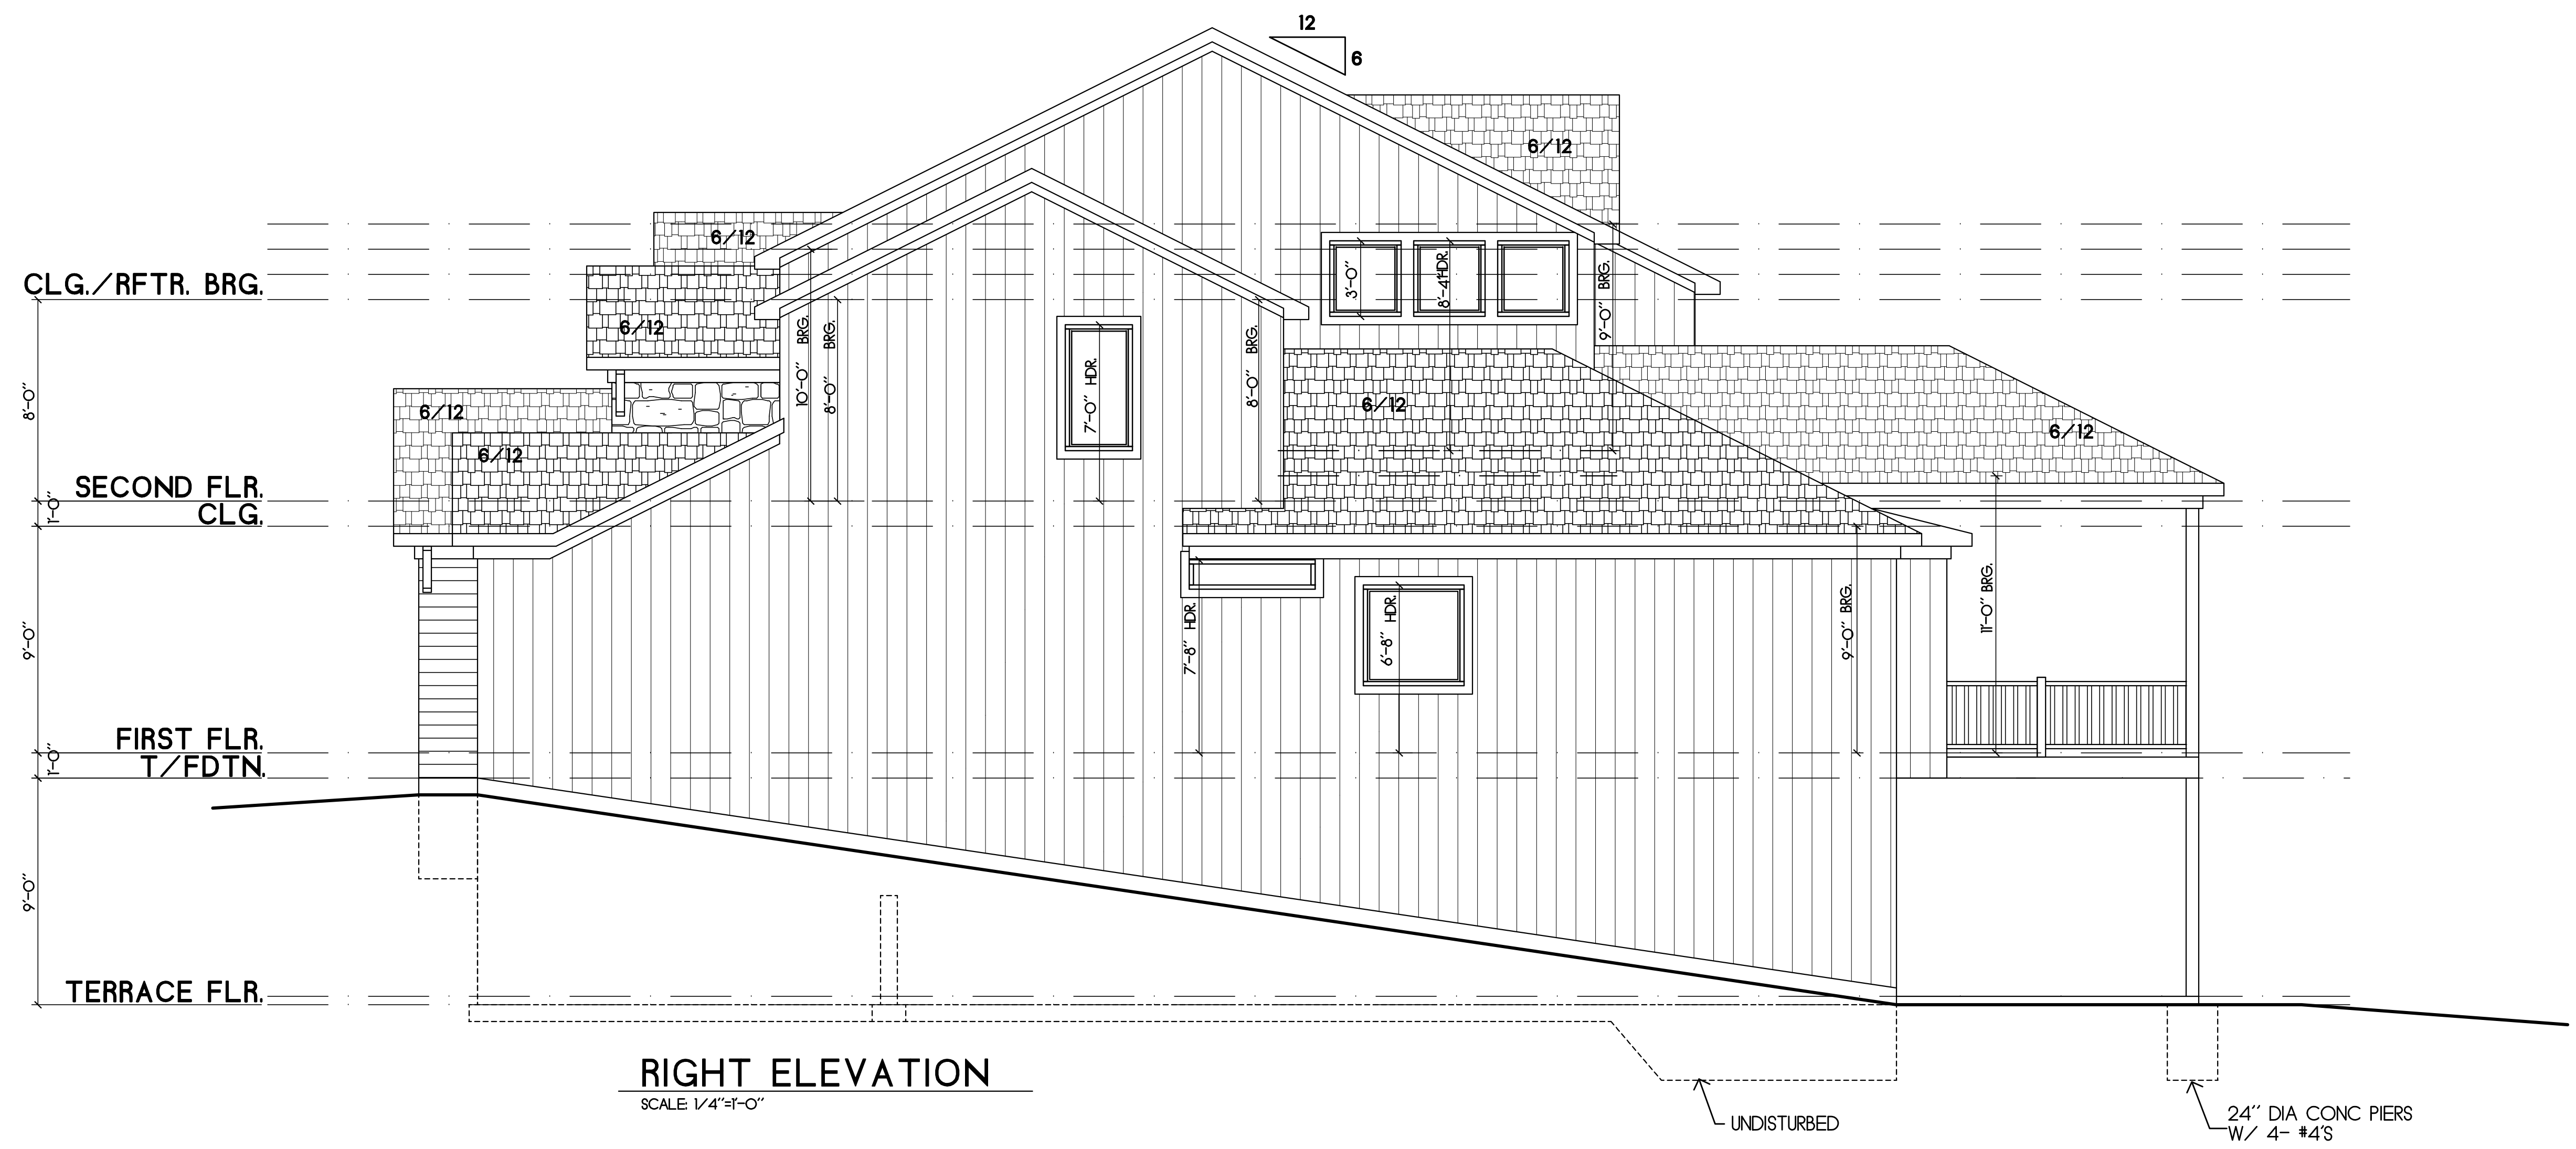 12
6
6/12
6/12
CLG./RFTR. BRG.
6/12
3'-0"
8'-4" HDR.
9'-0" BRG.
10'-0" BRG.
8'-0" BRG.
7'-0" HDR.
8'-0" BRG.
8'-0"
6/12
6/12
6/12
6/12
SECOND FLR.
1'-0"
CLG.
9'-0"
7'-8" HDR.
6'-8" HDR.
9'-0" BRG.
11'-0" BRG.
FIRST FLR.
1'-0"
T/FDTN.
9'-0"
TERRACE FLR.
RIGHT ELEVATION
SCALE: 1/4"=1'-0"
UNDISTURBED
24" DIA CONC PIERS
W/ 4- #4'S